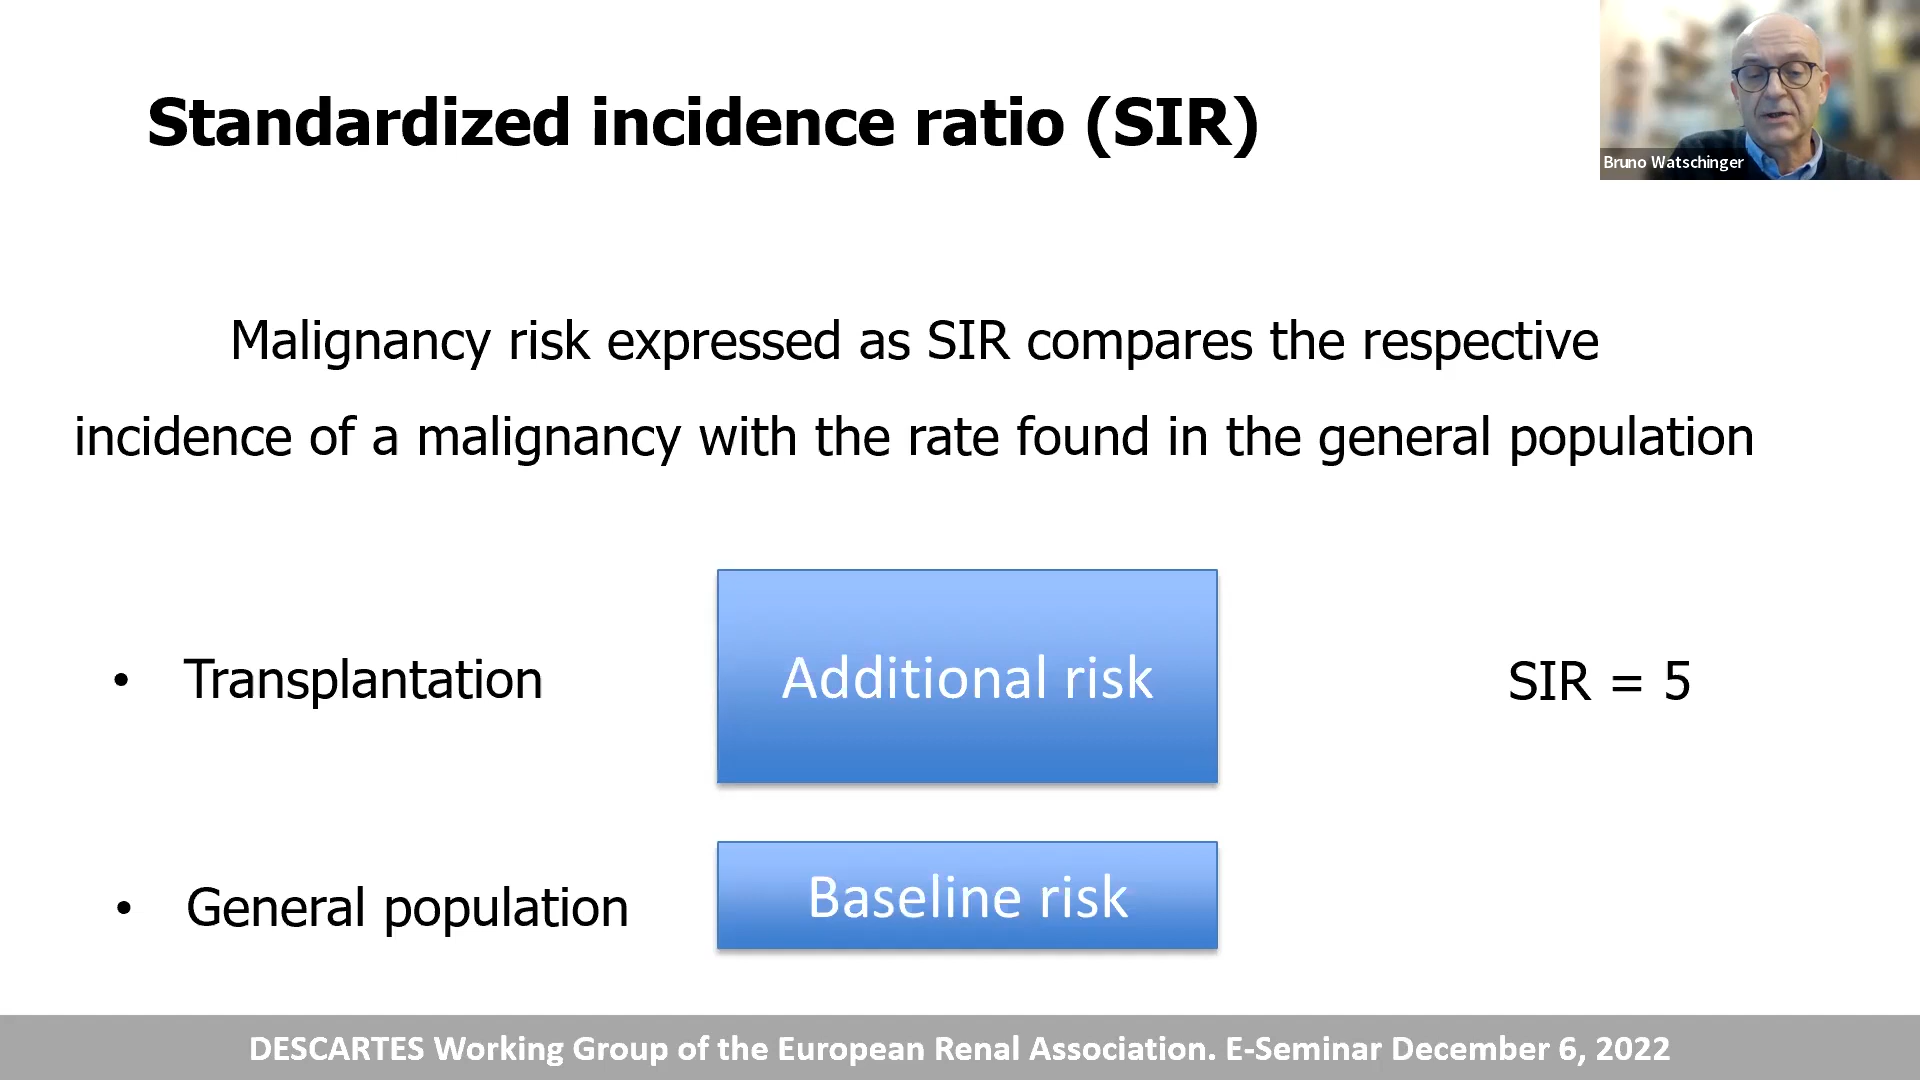 Standardized incidence ratio (SIR)
Bruno Watschinger
Malignancy risk expressed as SIR compares the respective
incidence of a malignancy with the rate found in the general population
• Transplantation
Additional risk
SIR = 5
• General population
Baseline risk
DESCARTES Working Group of the European Renal Association. E-Seminar December 6, 2022